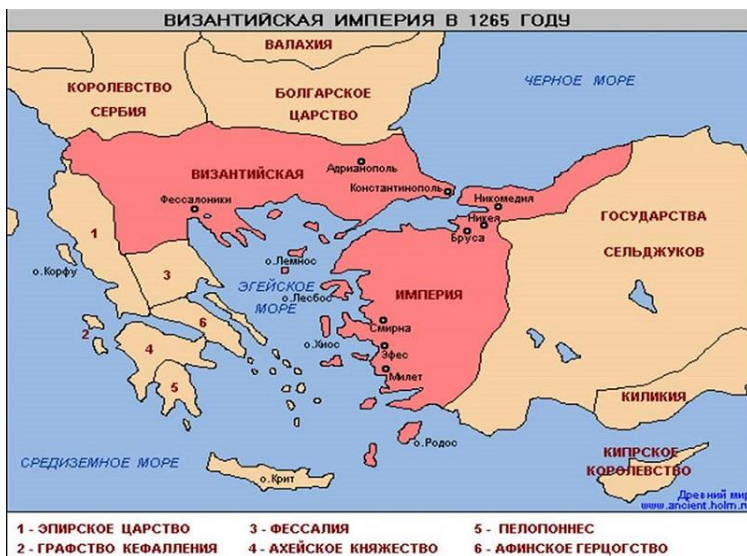 ВИЗАНТИЙСКАЯ ИМПЕРИЯ В 1265 ГОДУ
ВАЛАХИЯ
КОРОЛЕВСТВО
СЕРБИЯ
БОЛГАРСКОЕ
ЦАРСТВО
ЧЕРНОЕ МОРЕ
ВИЗАНТИЙСКАЯ
Адрианополь
Константинополь
Фессалоники
Никомедия
Никея
Бруса
ГОСУДАРСТВА
СЕЛЬДЖУКОВ
1
о.Корфу
3
о.Лемнос
ЭГЕЙСКОЕ
МОРЕ
о.Лесбос
ИМПЕРИЯ
2
6
4
5
о.Хиос
Смирна
Эфес
Милет
КИЛИКИЯ
о.Родос
СРЕДИЗЕМНОЕ МОРЕ
о.Крит
КИПРСКОЕ
КОРОЛЕВСТВО
Древний мир
www.ancient.holm.ru
1 - ЭПИРСКОЕ ЦАРСТВО
3 - ФЕССАЛИЯ
5 - ПЕЛОПОННЕС
2 - ГРАФСТВО КЕФАЛЛЕНИЯ
4 - АХЕЙСКОЕ КНЯЖЕСТВО
6 - АФИНСКОЕ ГЕРЦОГСТВО